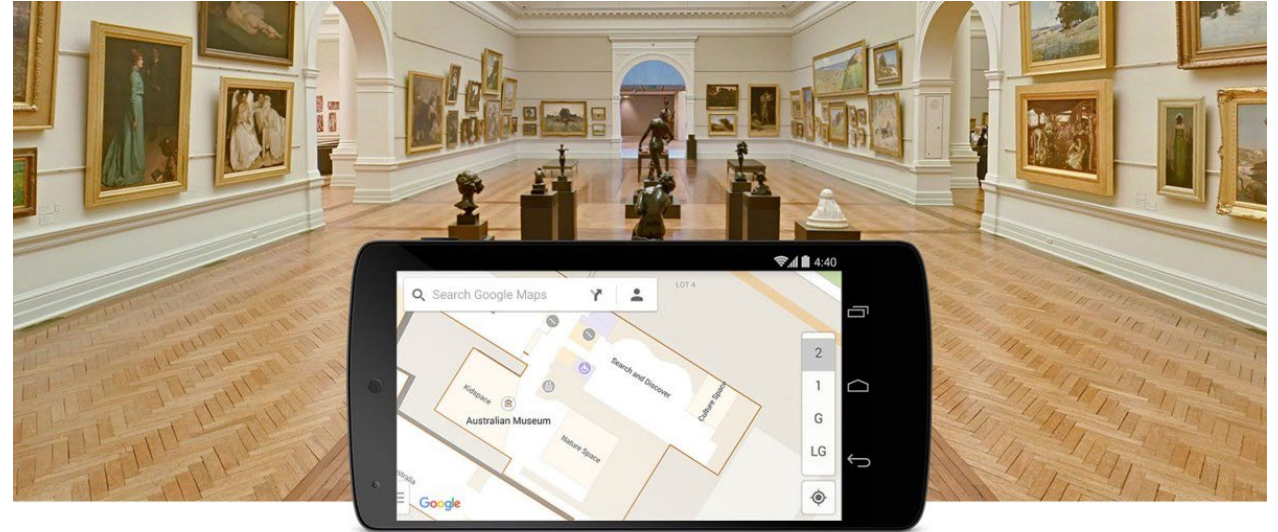 4:40
Search Google Maps
LOT 4
2
1
G
LG
Search and Discover
Culture Space
Kidspace
Australian Museum
Nature Space
stralia
Google